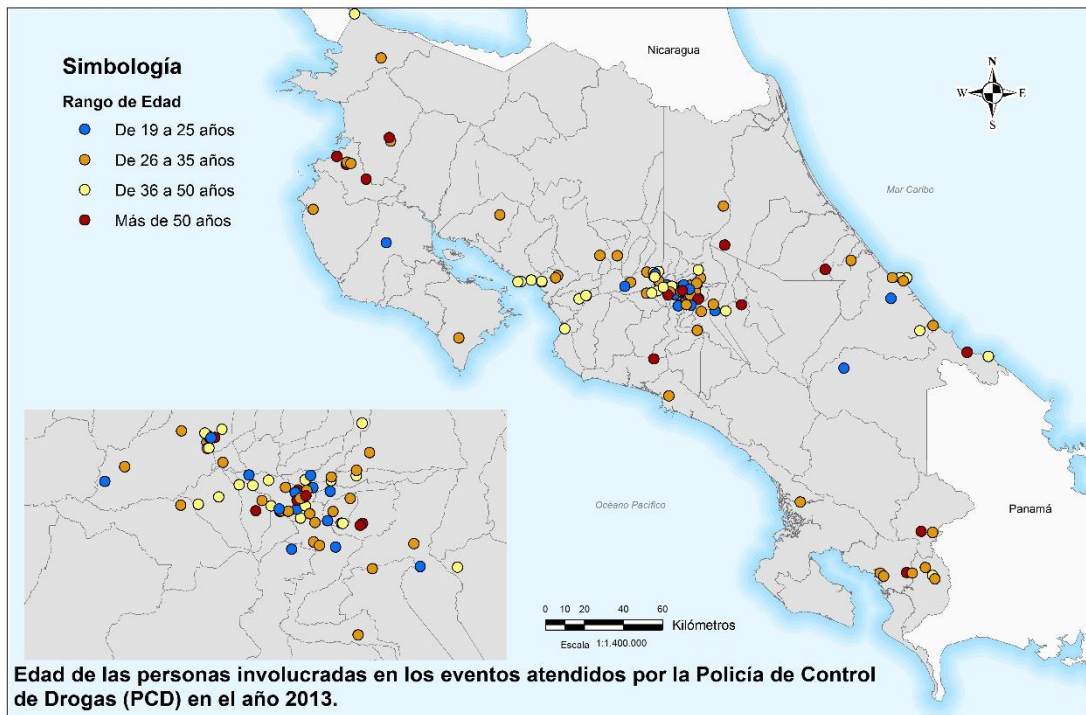 Nicaragua
Simbología
Rango de Edad
De 19 a 25 años
De 26 a 35 años
De 36 a 50 años
Más de 50 años
N
W E
S
Mar Caribo
Océano Pacífico
Panamá
0 10 20 40 60
Kilómetros
Escala 1:1.400.000
Edad de las personas involucradas en los eventos atendidos por la Policía de Control
de Drogas (PCD) en el año 2013.